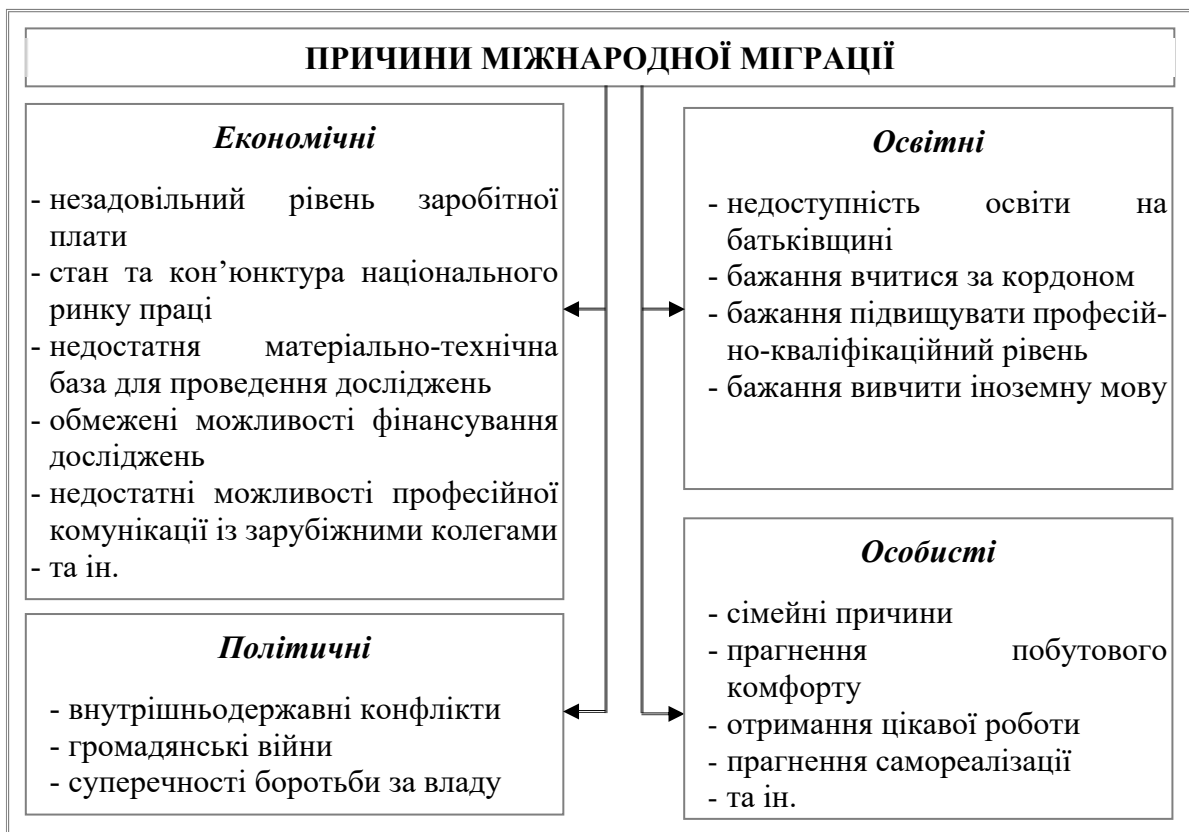 ПРИЧИНИ МІЖНАРОДНОЇ МІГРАЦІЇ
Економічні
- незадовільний рівень заробітної
плати
- стан та кон’юнктура національного
ринку праці
- недостатня матеріально-технічна
база для проведення досліджень
- обмежені можливості фінансування
досліджень
- недостатні можливості професійної
комунікації із зарубіжними колегами
- та ін.
Політичні
- внутрішньодержавні конфлікти
- громадянські війни
- суперечності боротьби за владу
Освітні
- недоступність освіти на
батьківщині
- бажання вчитися за кордоном
- бажання підвищувати професій-
но-кваліфікаційний рівень
- бажання вивчити іноземну мову
Особисті
- сімейні причини
- прагнення побутового
комфорту
- отримання цікавої роботи
- прагнення самореалізації
- та ін.